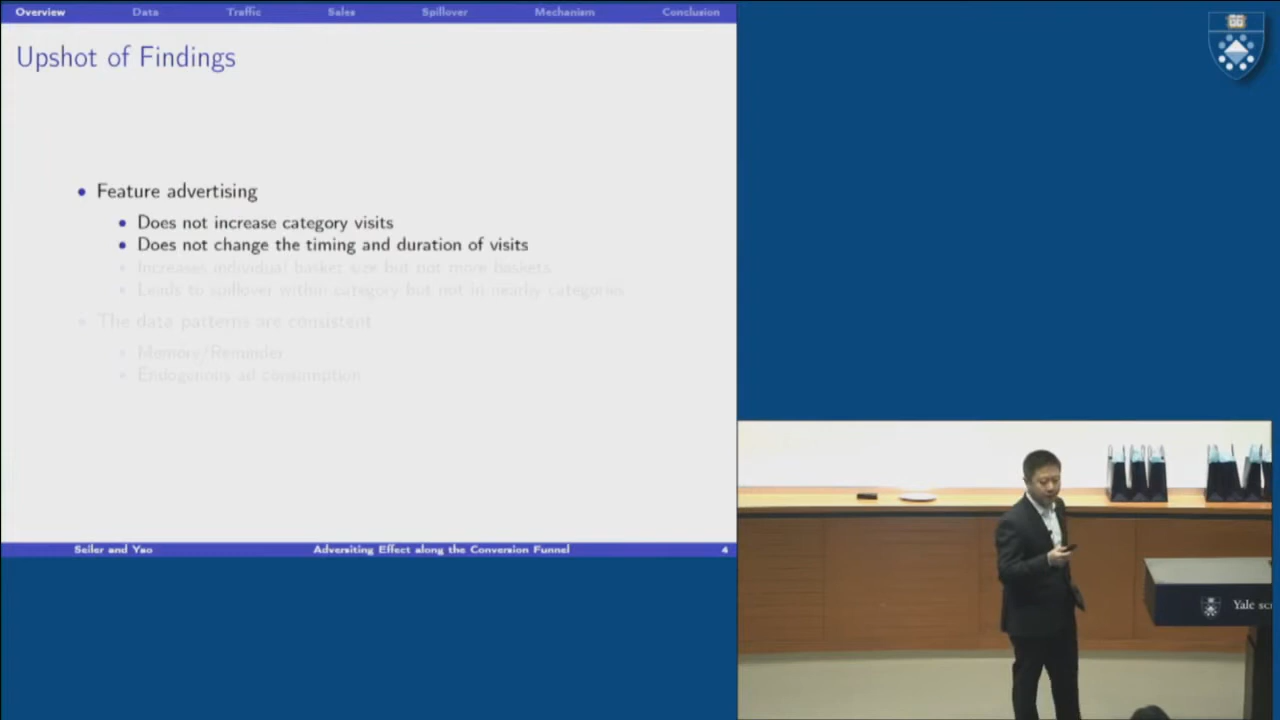 Overview Data Traffic Sales Spillover Mechanism Conclusion
Upshot of Findings
Feature advertising
Does not increase category visits
Does not change the timing and duration of visits
Increases individual basket size but not more baskets
Leads to spillover within category but not in nearby categories
The data patterns are consistent
Memory/Reminder
Endogenous ad consumption
Seiler and Yao Adversiting Effect along the Conversion Funnel 4
Yale sc